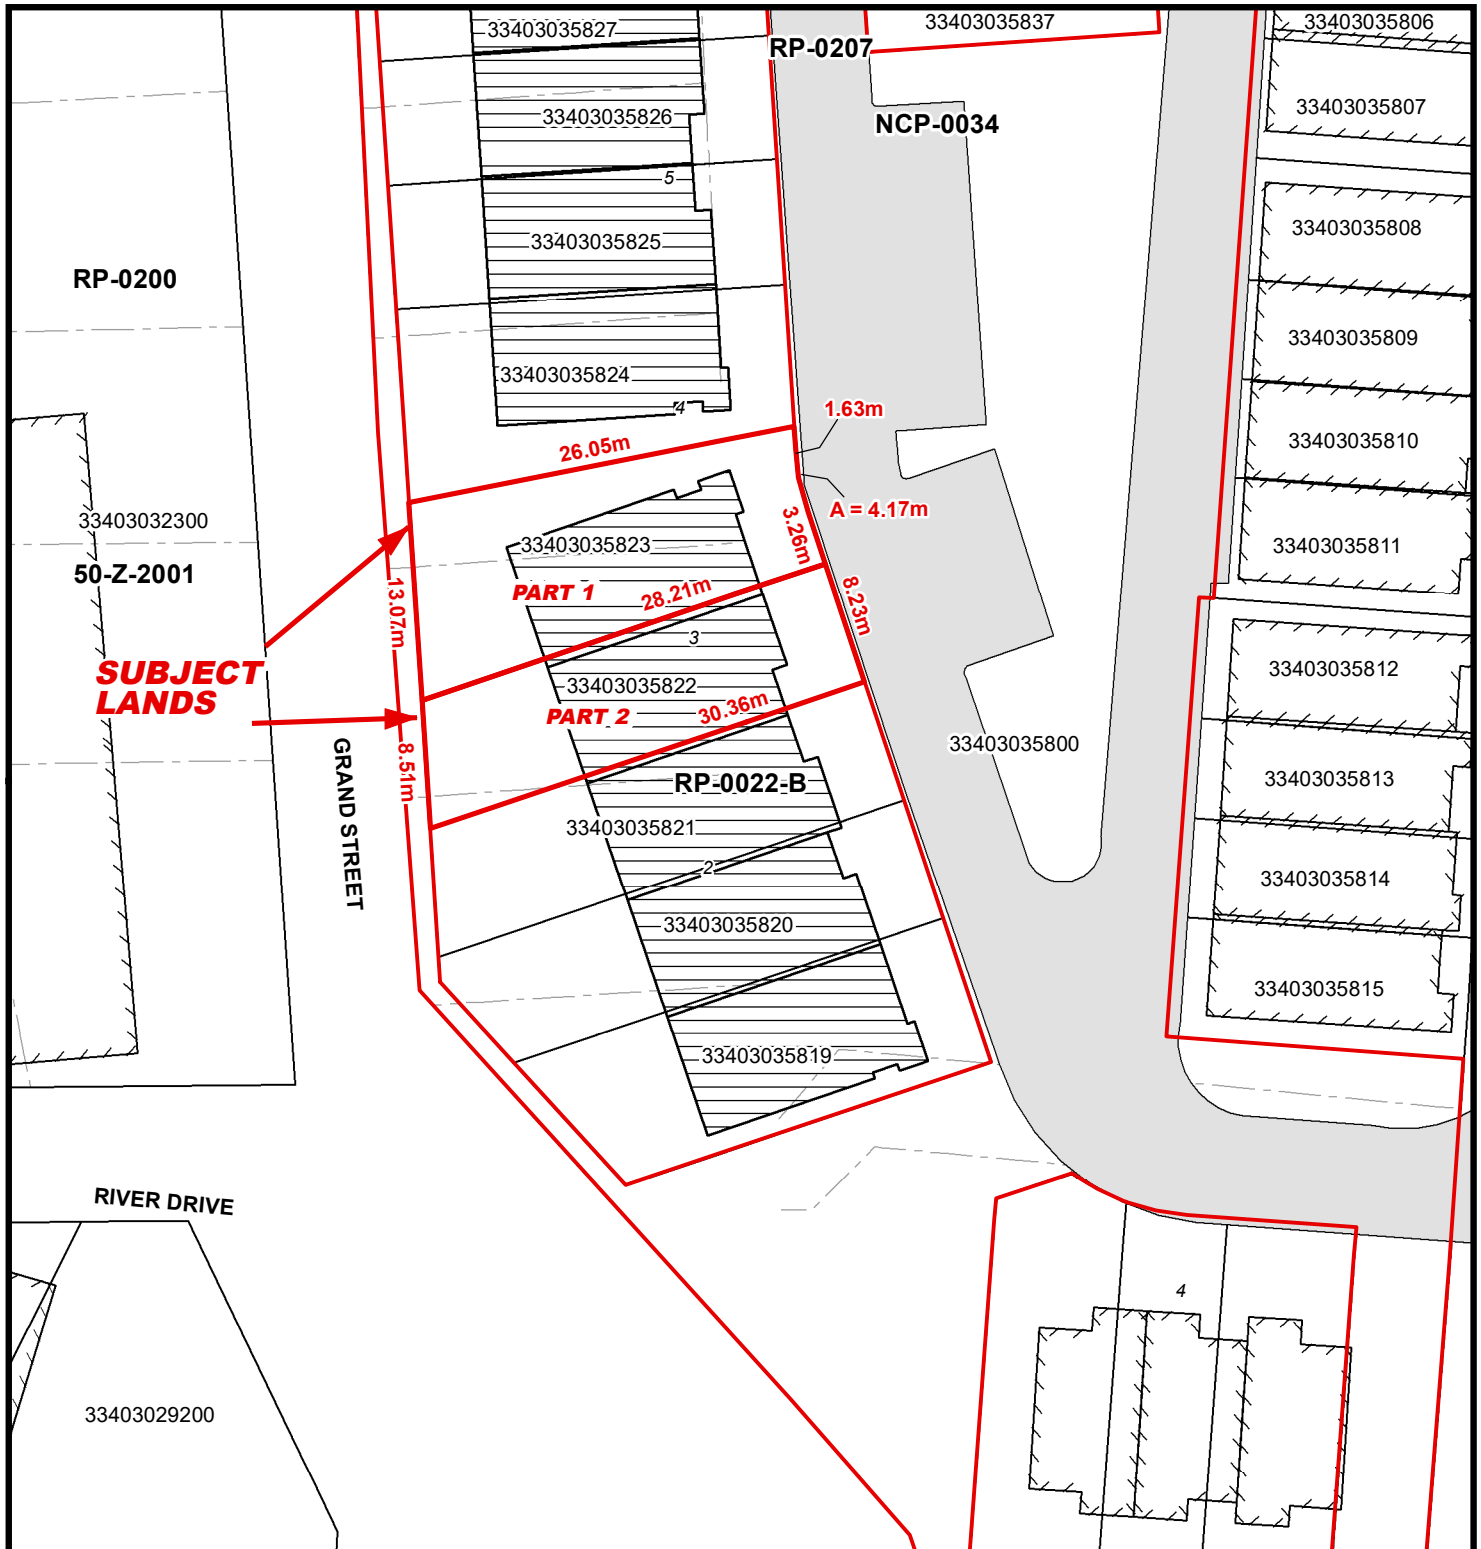 33403035827
33403035837
33403035806
RP-0207
33403035807
33403035826
NCP-0034
5
33403035825
33403035808
RP-0200
33403035809
33403035824
4
1.63m
26.05m
33403035810
33403032300
A = 4.17m
3.26m
33403035823
33403035811
50-Z-2001
PART 1
28.21m
8.23m
13.07m
3
SUBJECT
LANDS
33403035822
33403035812
PART 2
30.36m
33403035800
8.51m
GRAND STREET
RP-0022-B
33403035813
33403035821
2
33403035814
33403035820
33403035815
33403035819
RIVER DRIVE
4
33403029200